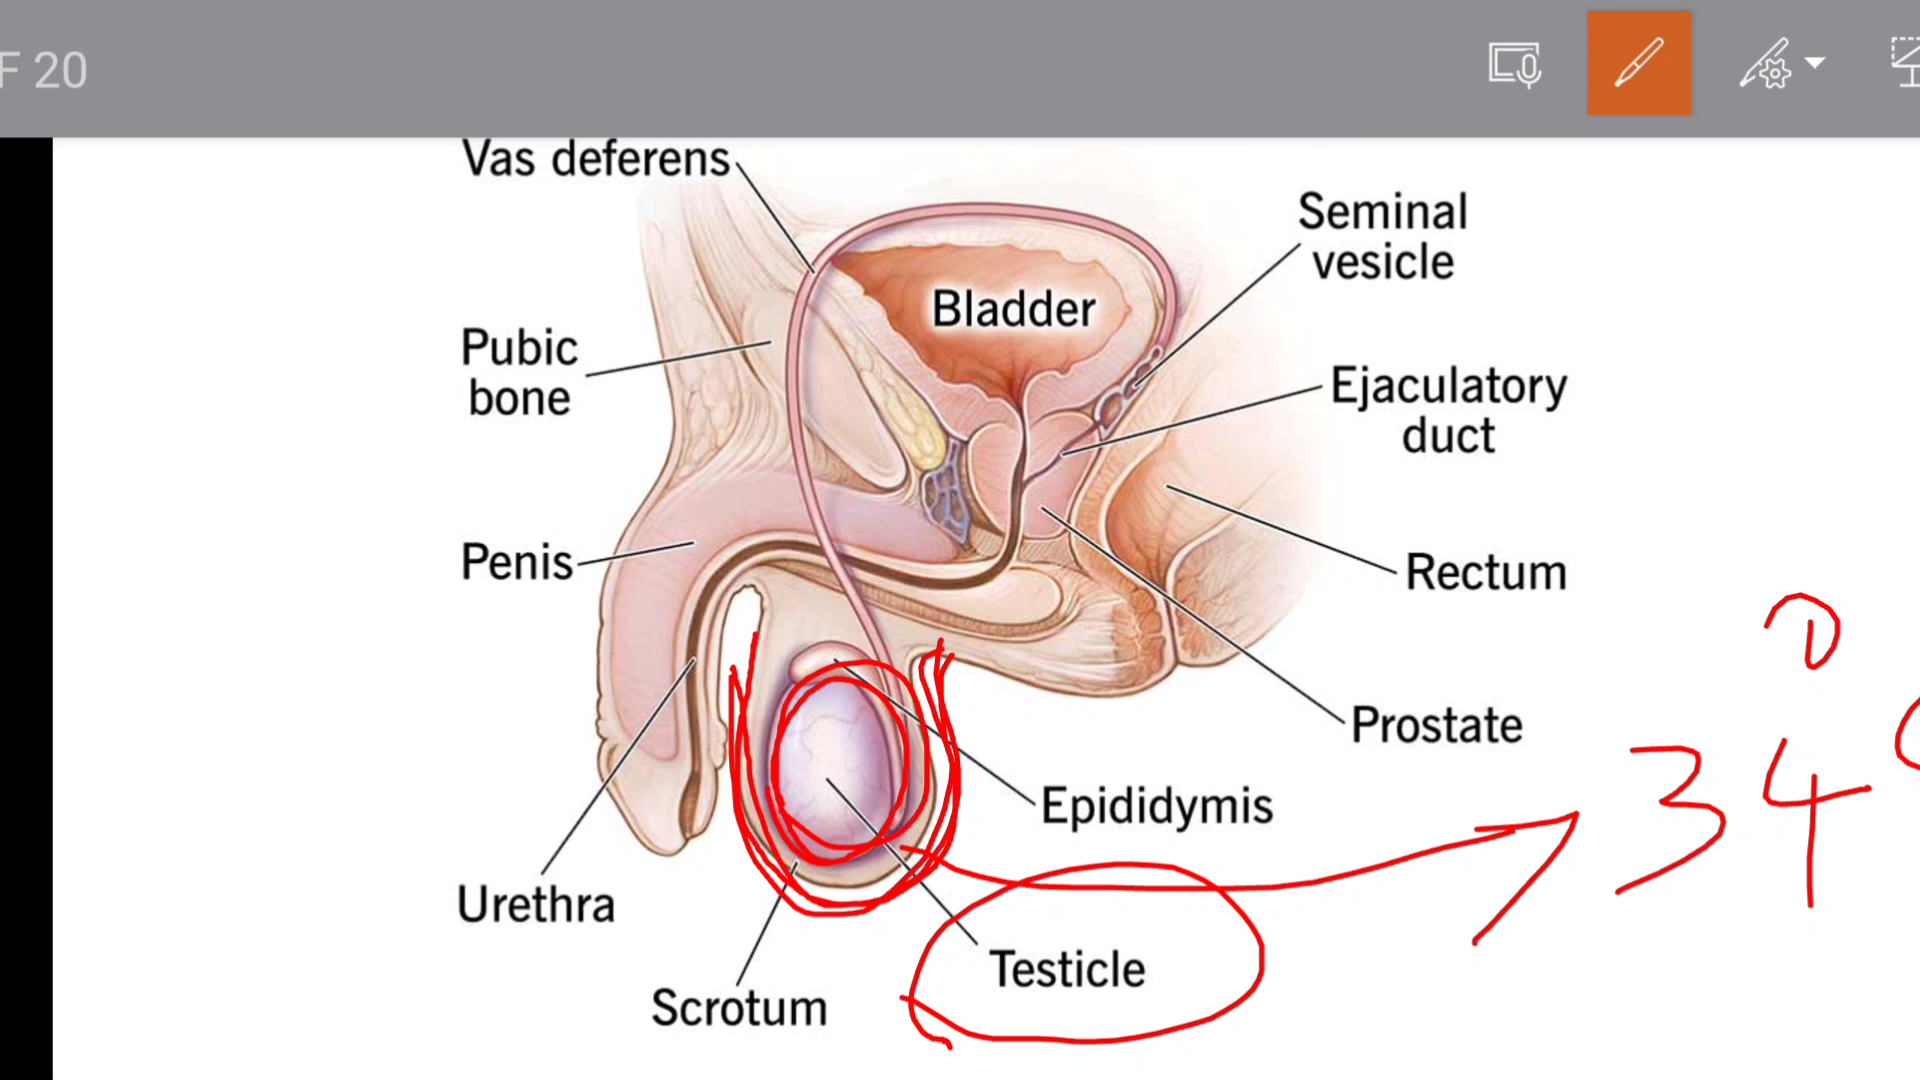 F 20
Vas deferens
Seminal
vesicle
Bladder
Pubic
bone
Ejaculatory
duct
Penis
Rectum
Prostate
34
Epididymis
Urethra
Testicle
Scrotum